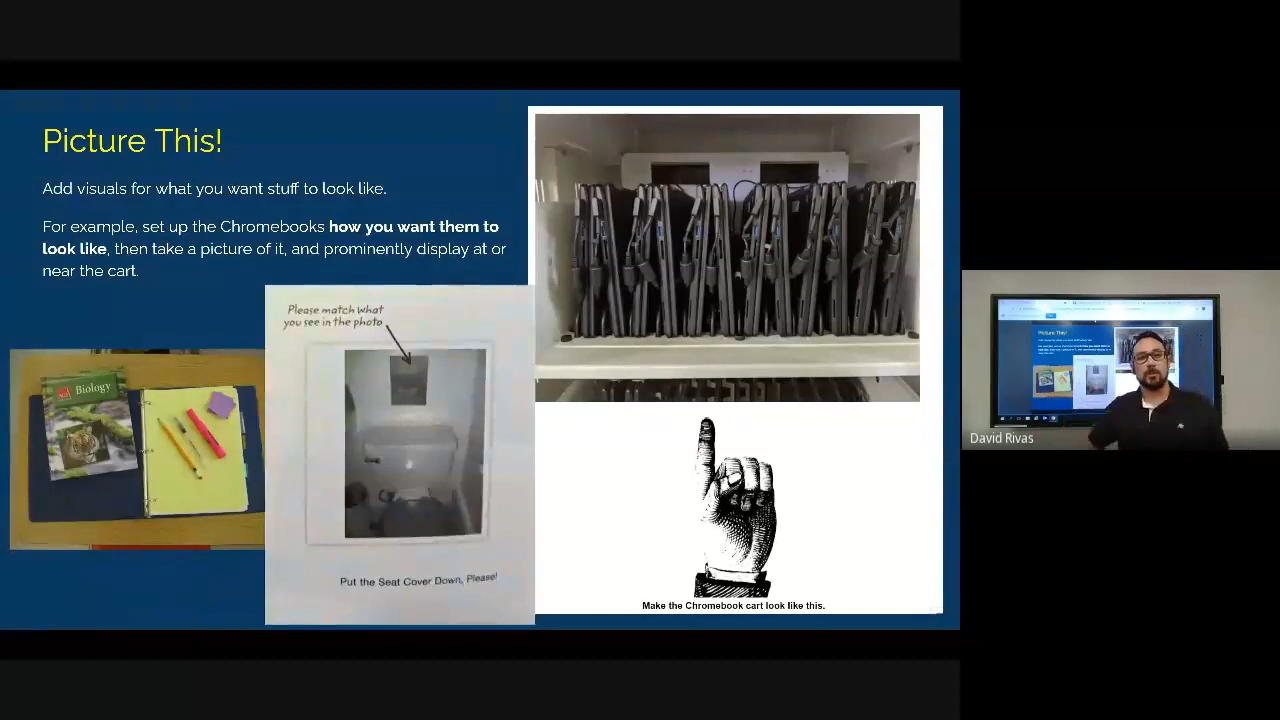 Picture This!
Add visuals for what you want stuff to look like.
For example, set up the Chromebooks how you want them to
look like, then take a picture of it, and prominently display at or
near the cart.
Please match what
you see in the photo
Biology
Put the Seat Cover Down, Please!
Make the Chromebook cart look like this.
David Rivas
Picture This!